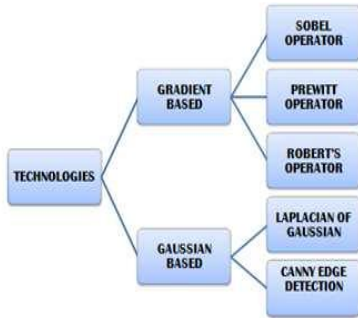 SOBEL
OPERATOR
GRADIENT
BASED
PREWITT
OPERATOR
ROBERT'S
OPERATOR
TECHNOLOGIES
LAPLACIAN OF
GAUSSIAN
GAUSSIAN
BASED
CANNY EDGE
DETECTION